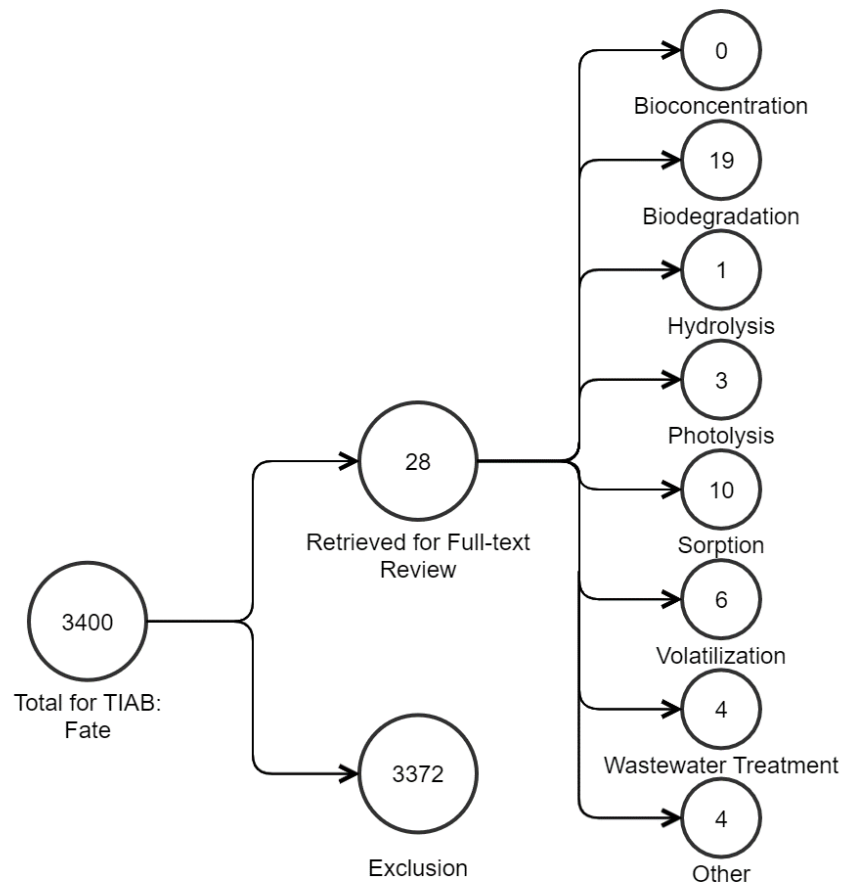 3400
Total for TIAB:
Fate
28
Retrieved for Full-text
Review
3372
Exclusion
0
Bioconcentration
19
Biodegradation
1
Hydrolysis
3
Photolysis
10
Sorption
6
Volatilization
4
Wastewater Treatment
4
Other